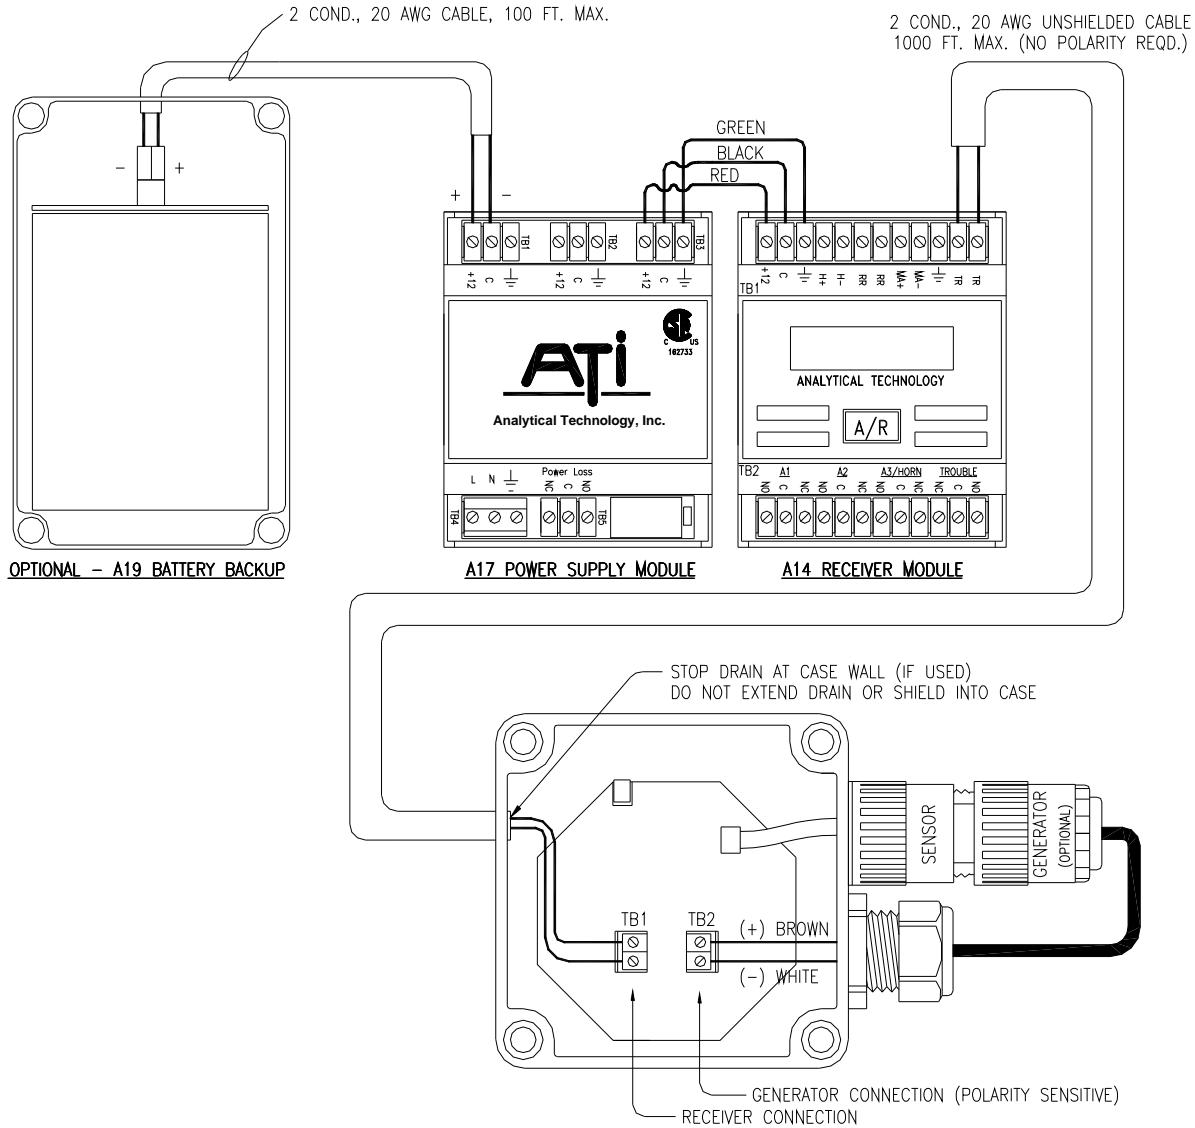 2 COND., 20 AWG CABLE, 100 FT. MAX.
2 COND., 20 AWG UNSHIELDED CABLE
1000 FT. MAX. (NO POLARITY REQD.)
GREEN
BLACK
RED
- +
+ -
TB1 TB2 TB3
+12 C +12 C +12 C
+12 C H+ H- RR RR MA+ MA- TR TR
TB1
C US
162733
ATi
Analytical Technology, Inc.
ANALYTICAL TECHNOLOGY
A/R
L N
Power Loss
NC C NO
TB4 TB5
TB2 A1 A2 A3/HORN TROUBLE
NO C NC NO C NC NO C NC NC C NO
OPTIONAL - A19 BATTERY BACKUP
A17 POWER SUPPLY MODULE
A14 RECEIVER MODULE
STOP DRAIN AT CASE WALL (IF USED)
DO NOT EXTEND DRAIN OR SHIELD INTO CASE
SENSOR
GENERATOR
(OPTIONAL)
TB1 TB2
(+) BROWN
(-) WHITE
GENERATOR CONNECTION (POLARITY SENSITIVE)
RECEIVER CONNECTION